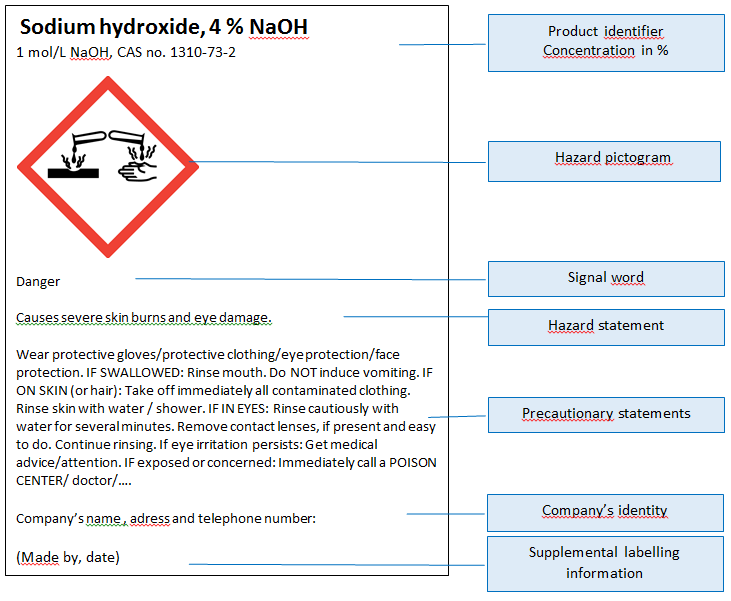 Sodium hydroxide, 4 % NaOH
1 mol/L NaOH, CAS no. 1310-73-2
Product identifier
Concentration in %
Hazard pictogram
Danger
Signal word
Causes severe skin burns and eye damage.
Hazard statement
Wear protective gloves/protective clothing/eye protection/face
protection. IF SWALLOWED: Rinse mouth. Do NOT induce vomiting. IF
ON SKIN (or hair): Take off immediately all contaminated clothing.
Rinse skin with water / shower. IF IN EYES: Rinse cautiously with
water for several minutes. Remove contact lenses, if present and easy
to do. Continue rinsing. If eye irritation persists: Get medical
advice/attention. IF exposed or concerned: Immediately call a POISON
CENTER/ doctor/....
Precautionary statements
Company's name , adress and telephone number:
Company's identity
(Made by, date)
Supplemental labelling
information